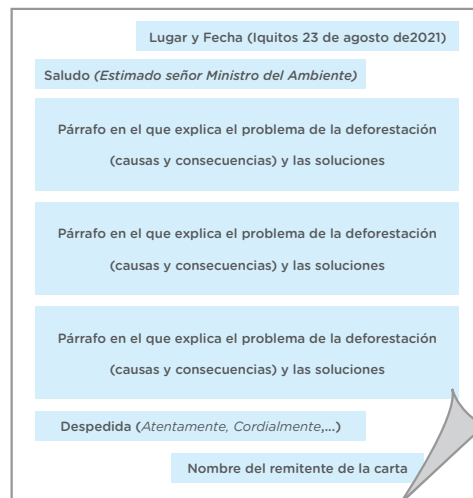 Lugar y Fecha (Iquitos 23 de agosto de2021)
Saludo (Estimado señor Ministro del Ambiente)
Párrafo en el que explica el problema de la deforestación
(causas y consecuencias) y las soluciones
Párrafo en el que explica el problema de la deforestación
(causas y consecuencias) y las soluciones
Párrafo en el que explica el problema de la deforestación
(causas y consecuencias) y las soluciones
Despedida (Atentamente, Cordialmente,...)
Nombre del remitente de la carta